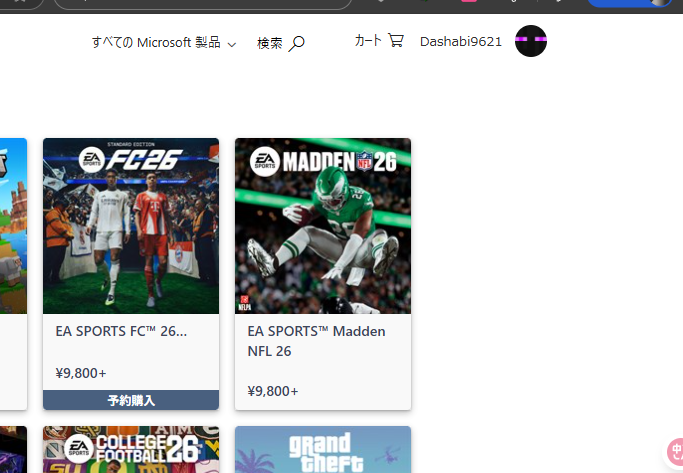 すべての Microsoft 製品
検索
カート
Dashabi9621
STANDARD EDITION
EA SPORTS FC26
EA SPORTS MADDEN NFL 26
NFLPA
EA SPORTS FC™ 26...
EA SPORTS™ Madden
NFL 26
¥9,800+
予約購入
¥9,800+
EA SPORTS COLLEGE
FOOTBALL 26
grand
theft